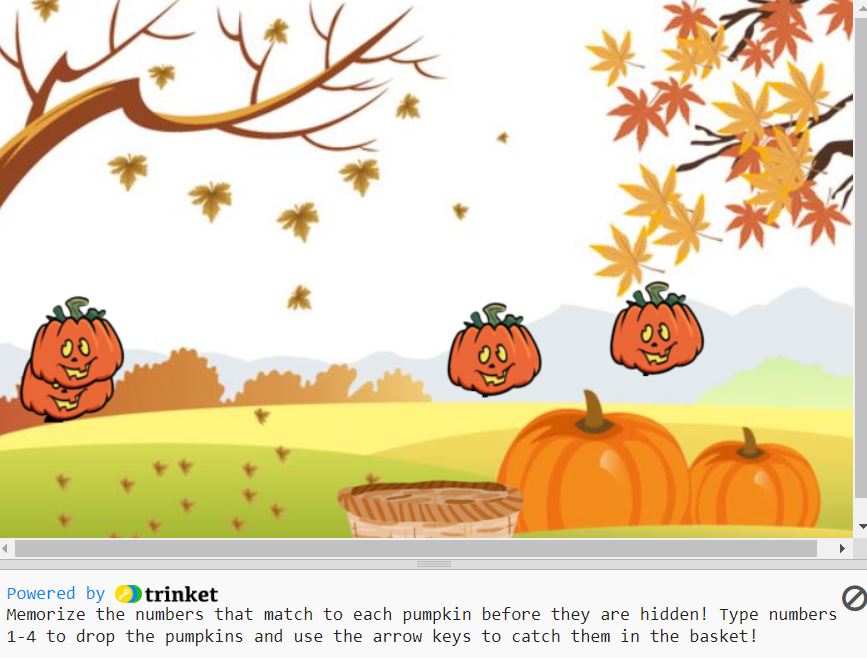 Powered by trinket
Memorize the numbers that match to each pumpkin before they are hidden! Type numbers
1-4 to drop the pumpkins and use the arrow keys to catch them in the basket!